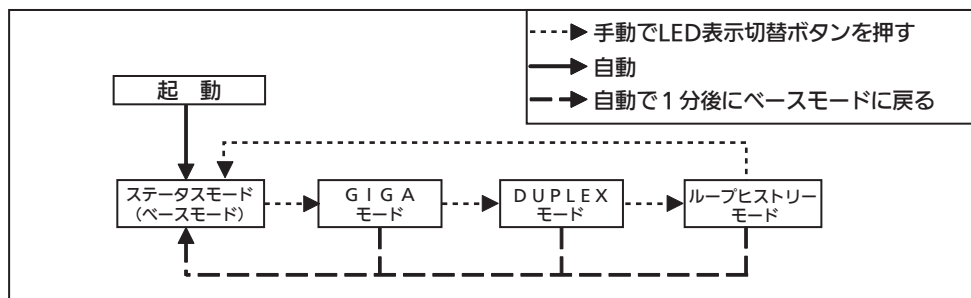 手動でLED表示切替ボタンを押す
自動
自動で1分後にベースモードに戻る
起 動
ステータスモード
（ベースモード）
GIGA
モード
DUPLEX
モード
ループヒストリー
モード